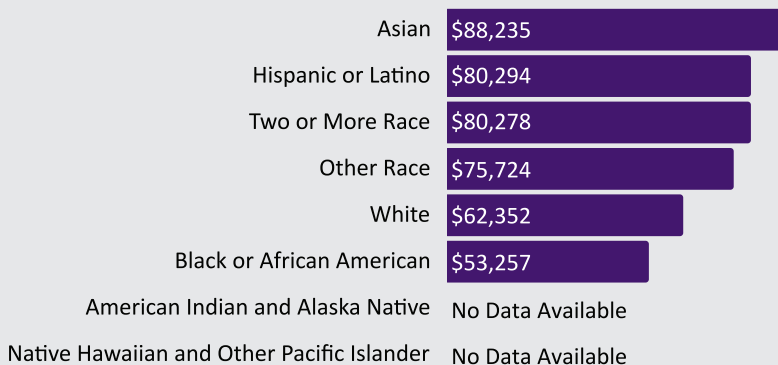 Asian $88,235
Hispanic or Latino $80,294
Two or More Race $80,278
Other Race $75,724
White $62,352
Black or African American $53,257
American Indian and Alaska Native No Data Available
Native Hawaiian and Other Pacific Islander No Data Available